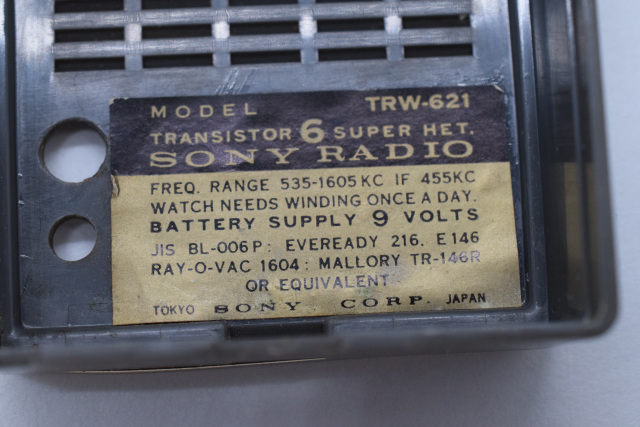 MODEL TRW-621
TRANSISTOR 6 SUPER HET.
SONY RADIO
FREQ. RANGE 535-1605 KC IF 455KC
WATCH NEEDS WINDING ONCE A DAY.
BATTERY SUPPLY 9 VOLTS
JIS BL-006P: EVEREADY 216. E146
RAY-O-VAC 1604: MALLORY TR-146R
OR EQUIVALENT
TOKYO SONY CORP. JAPAN